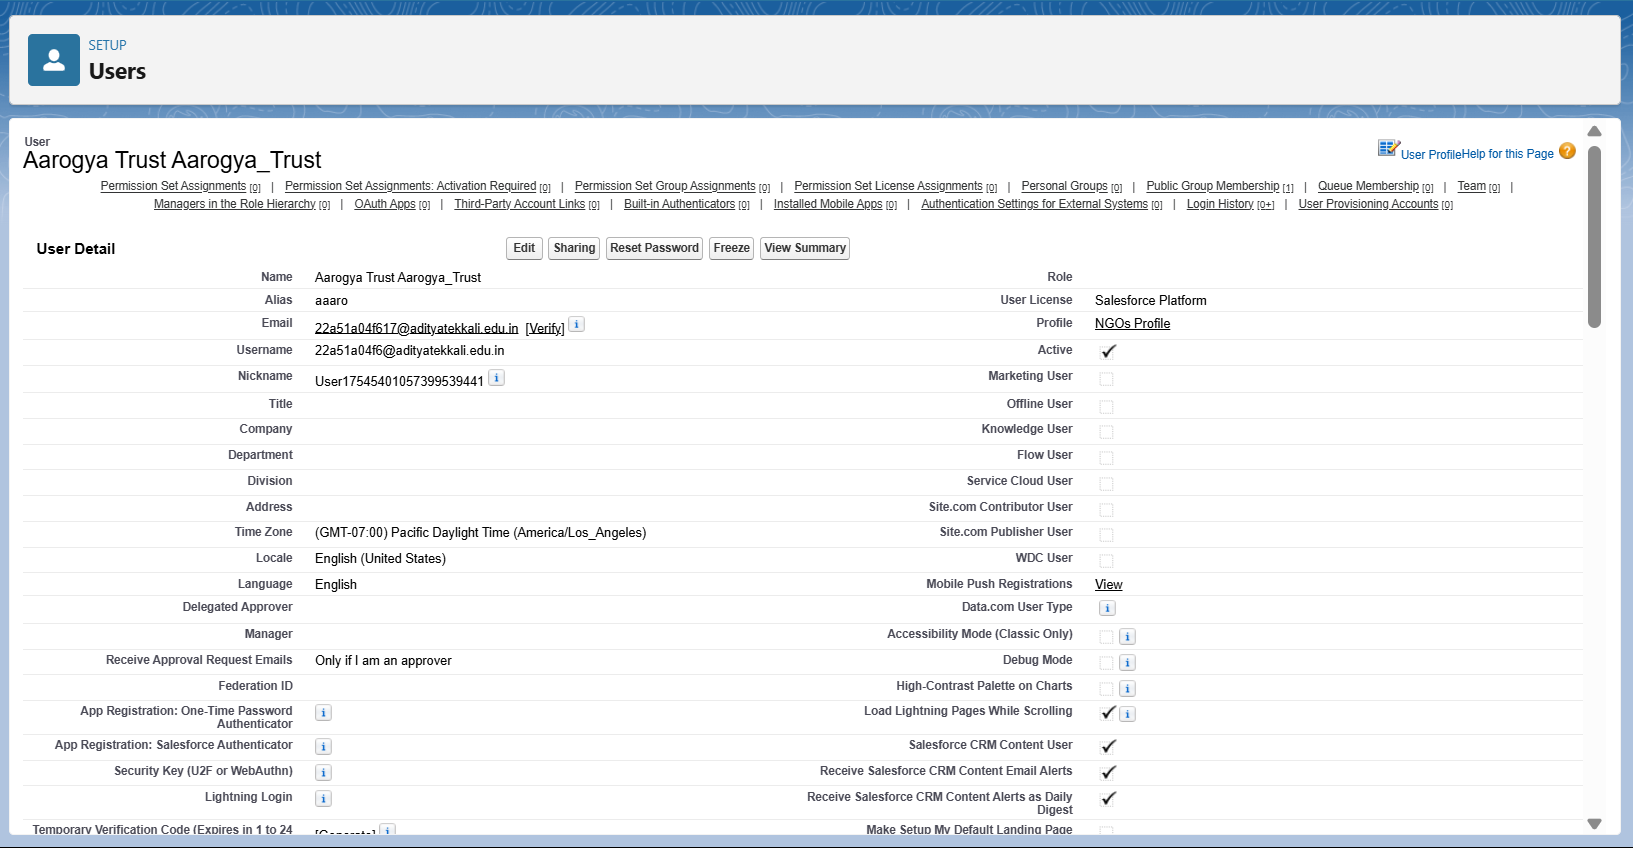 SETUP
Users
User
Aarogya Trust Aarogya_Trust
User Profile Help for this Page
Permission Set Assignments [0] | Permission Set Assignments: Activation Required [0] | Permission Set Group Assignments [0] | Permission Set License Assignments [0] | Personal Groups [0] | Public Group Membership [1] | Queue Membership [0] | Team [0] |
Managers in the Role Hierarchy [0] | OAuth Apps [0] | Third-Party Account Links [0] | Built-in Authenticators [0] | Installed Mobile Apps [0] | Authentication Settings for External Systems [0] | Login History [0+] | User Provisioning Accounts [0]
User Detail Edit Sharing Reset Password Freeze View Summary
Name Aarogya Trust Aarogya_Trust Role
Alias aaaro User License Salesforce Platform
Email 22a51a04f617@adityatekkali.edu.in [Verify] Profile NGOs Profile
Username 22a51a04f6@adityatekkali.edu.in Active
Nickname User17545401057399539441 Marketing User
Title Offline User
Company Knowledge User
Department Flow User
Division Service Cloud User
Address Site.com Contributor User
Time Zone (GMT-07:00) Pacific Daylight Time (America/Los_Angeles) Site.com Publisher User
Locale English (United States) WDC User
Language English Mobile Push Registrations View
Delegated Approver Data.com User Type
Manager Accessibility Mode (Classic Only)
Receive Approval Request Emails Only if I am an approver Debug Mode
Federation ID High-Contrast Palette on Charts
App Registration: One-Time Password Load Lightning Pages While Scrolling
Authenticator
App Registration: Salesforce Authenticator Salesforce CRM Content User
Security Key (U2F or WebAuthn) Receive Salesforce CRM Content Email Alerts
Lightning Login Receive Salesforce CRM Content Alerts as Daily
Digest
Temporary Verification Code (Expires in 1 to 24 [Generate] Make Setup My Default Landing Page